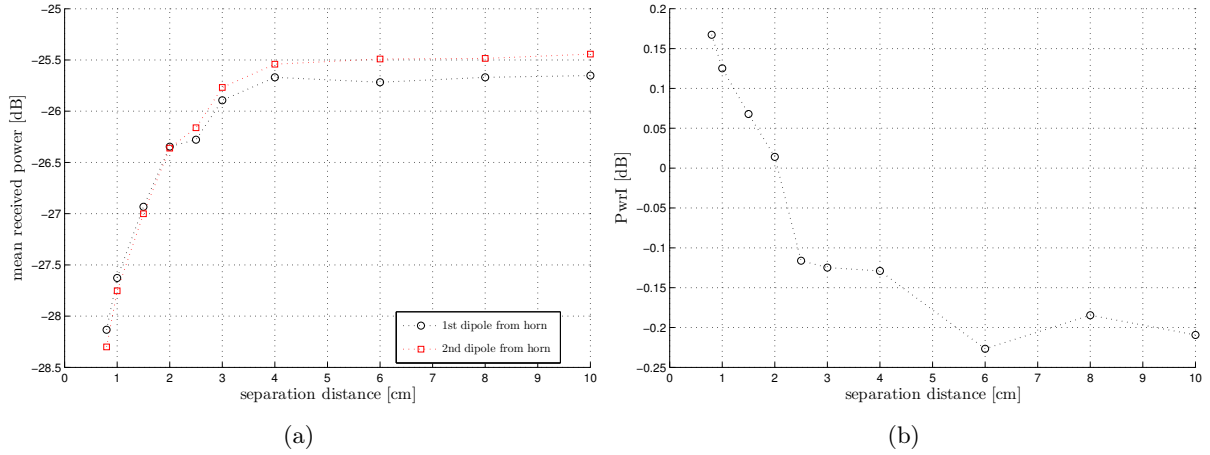 −25
−25.5
−26
−26.5
−27
−27.5
−28
−28.5
mean received power [dB]
0 1 2 3 4 5 6 7 8 9 10
separation distance [cm]
1st dipole from horn
2nd dipole from horn
(a)
0.2
0.15
0.1
0.05
0
−0.05
−0.1
−0.15
−0.2
−0.25
PwrI [dB]
0 1 2 3 4 5 6 7 8 9 10
separation distance [cm]
(b)